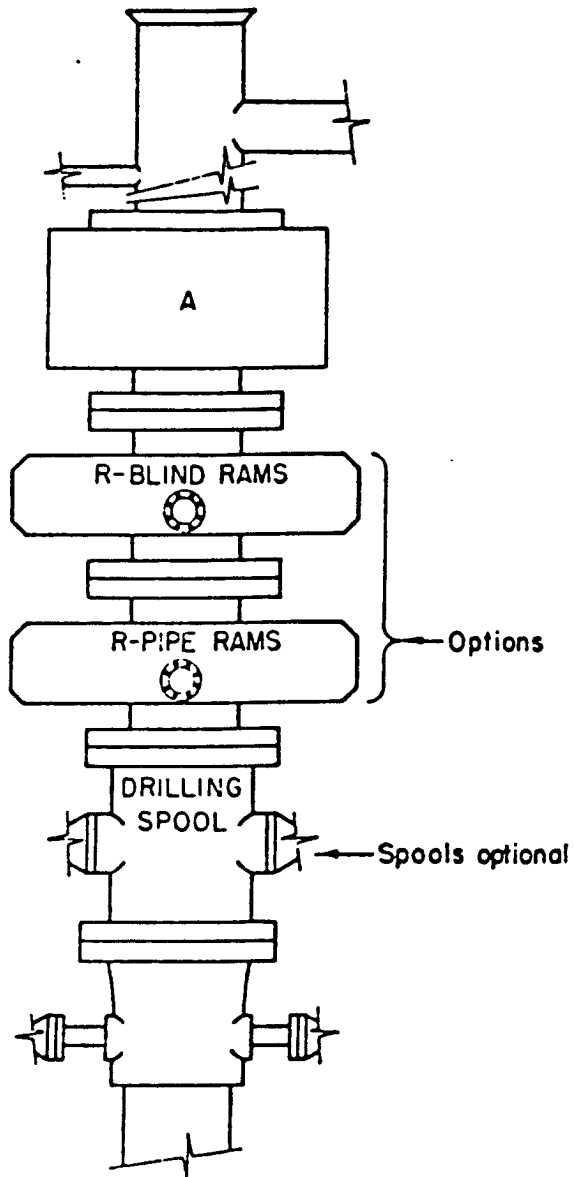 A
R-BLIND RAMS
R-PIPE RAMS
Options
DRILLING
SPOOL
Spools optional